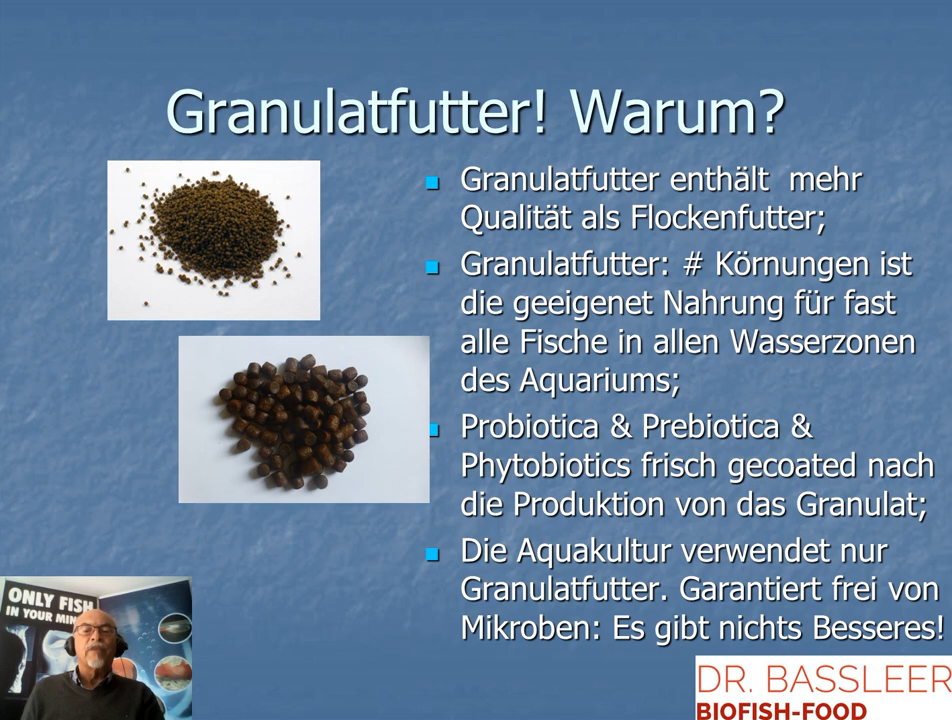 Granulatfutter! Warum?
Granulatfutter enthält mehr
Qualität als Flockenfutter;
Granulatfutter: # Körnungen ist
die geeigenet Nahrung für fast
alle Fische in allen Wasserzonen
des Aquariums;
Probiotica & Prebiotica &
Phytobiotics frisch gecoated nach
die Produktion von das Granulat;
Die Aquakultur verwendet nur
Granulatfutter. Garantiert frei von
Mikroben: Es gibt nichts Besseres!
ONLY FISH
IN YOUR
DR. BASSLEER
BIOFISH-FOOD